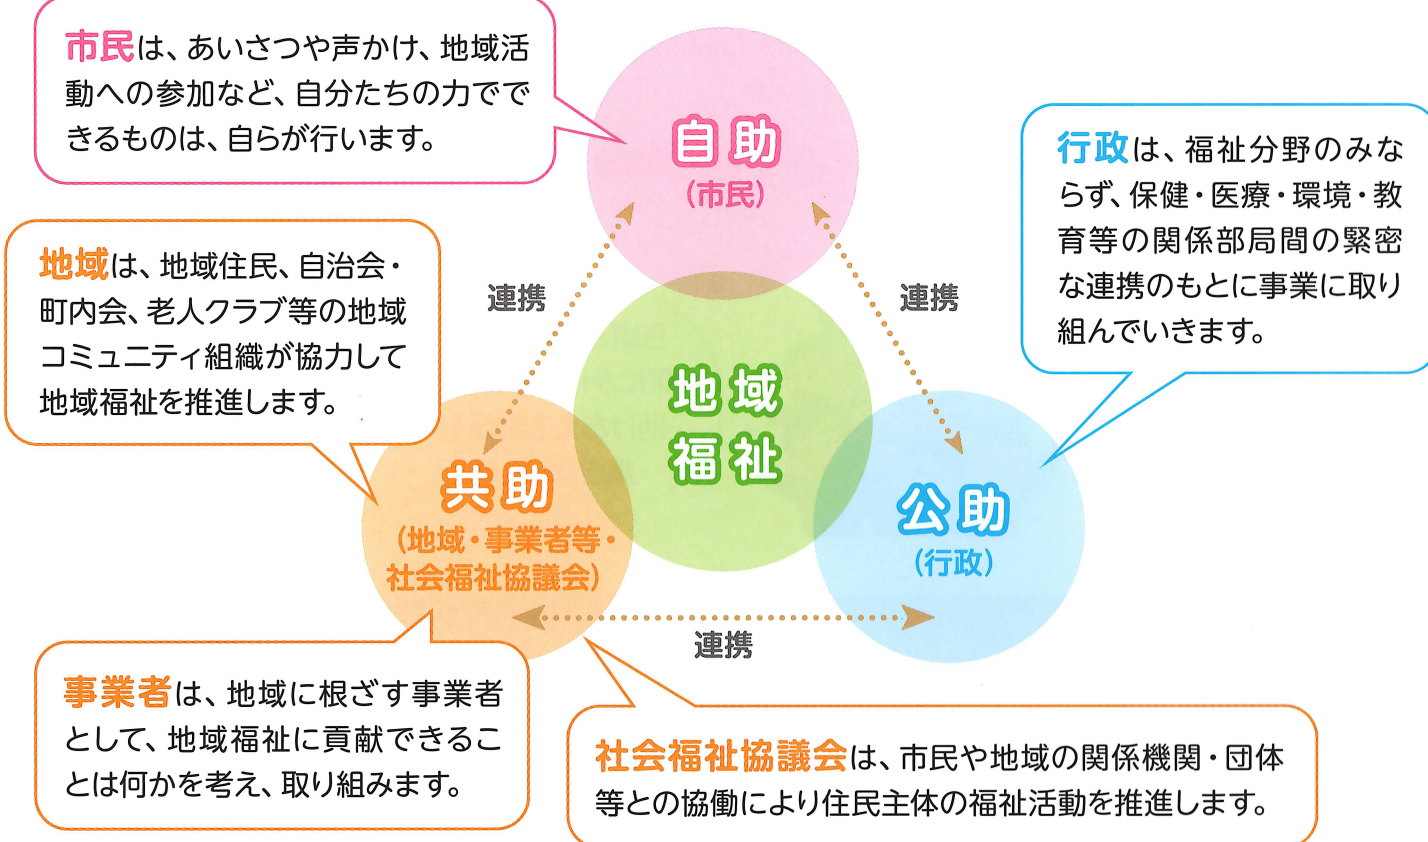 市民は、あいさつや声かけ、地域活
動への参加など、自分たちの力でで
きるものは、自らが行います。
自助
(市民)
行政は、福祉分野のみな
らず、保健・医療・環境・教
育等の関係部局間の緊密
な連携のもとに事業に取り
組んでいきます。
地域は、地域住民、自治会・
町内会、老人クラブ等の地域
コミュニティ組織が協力して
地域福祉を推進します。
連携
連携
地域
福祉
共助
(地域・事業者等・
社会福祉協議会)
公助
(行政)
連携
事業者は、地域に根ざす事業者
として、地域福祉に貢献できるこ
とは何かを考え、取り組みます。
社会福祉協議会は、市民や地域の関係機関・団体
等との協働により住民主体の福祉活動を推進します。